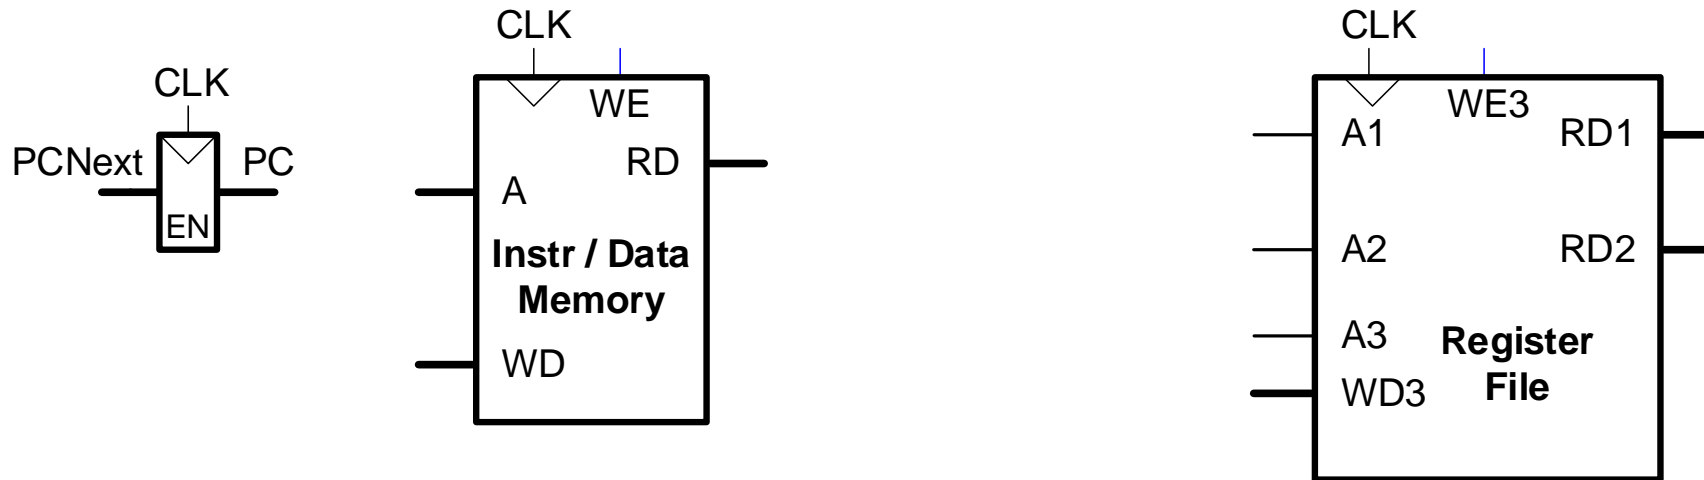 CLK
PCNext
PC
EN
CLK
WE
RD
A
Instr / Data
Memory
WD
CLK
WE3
A1
RD1
A2
RD2
A3
Register
File
WD3